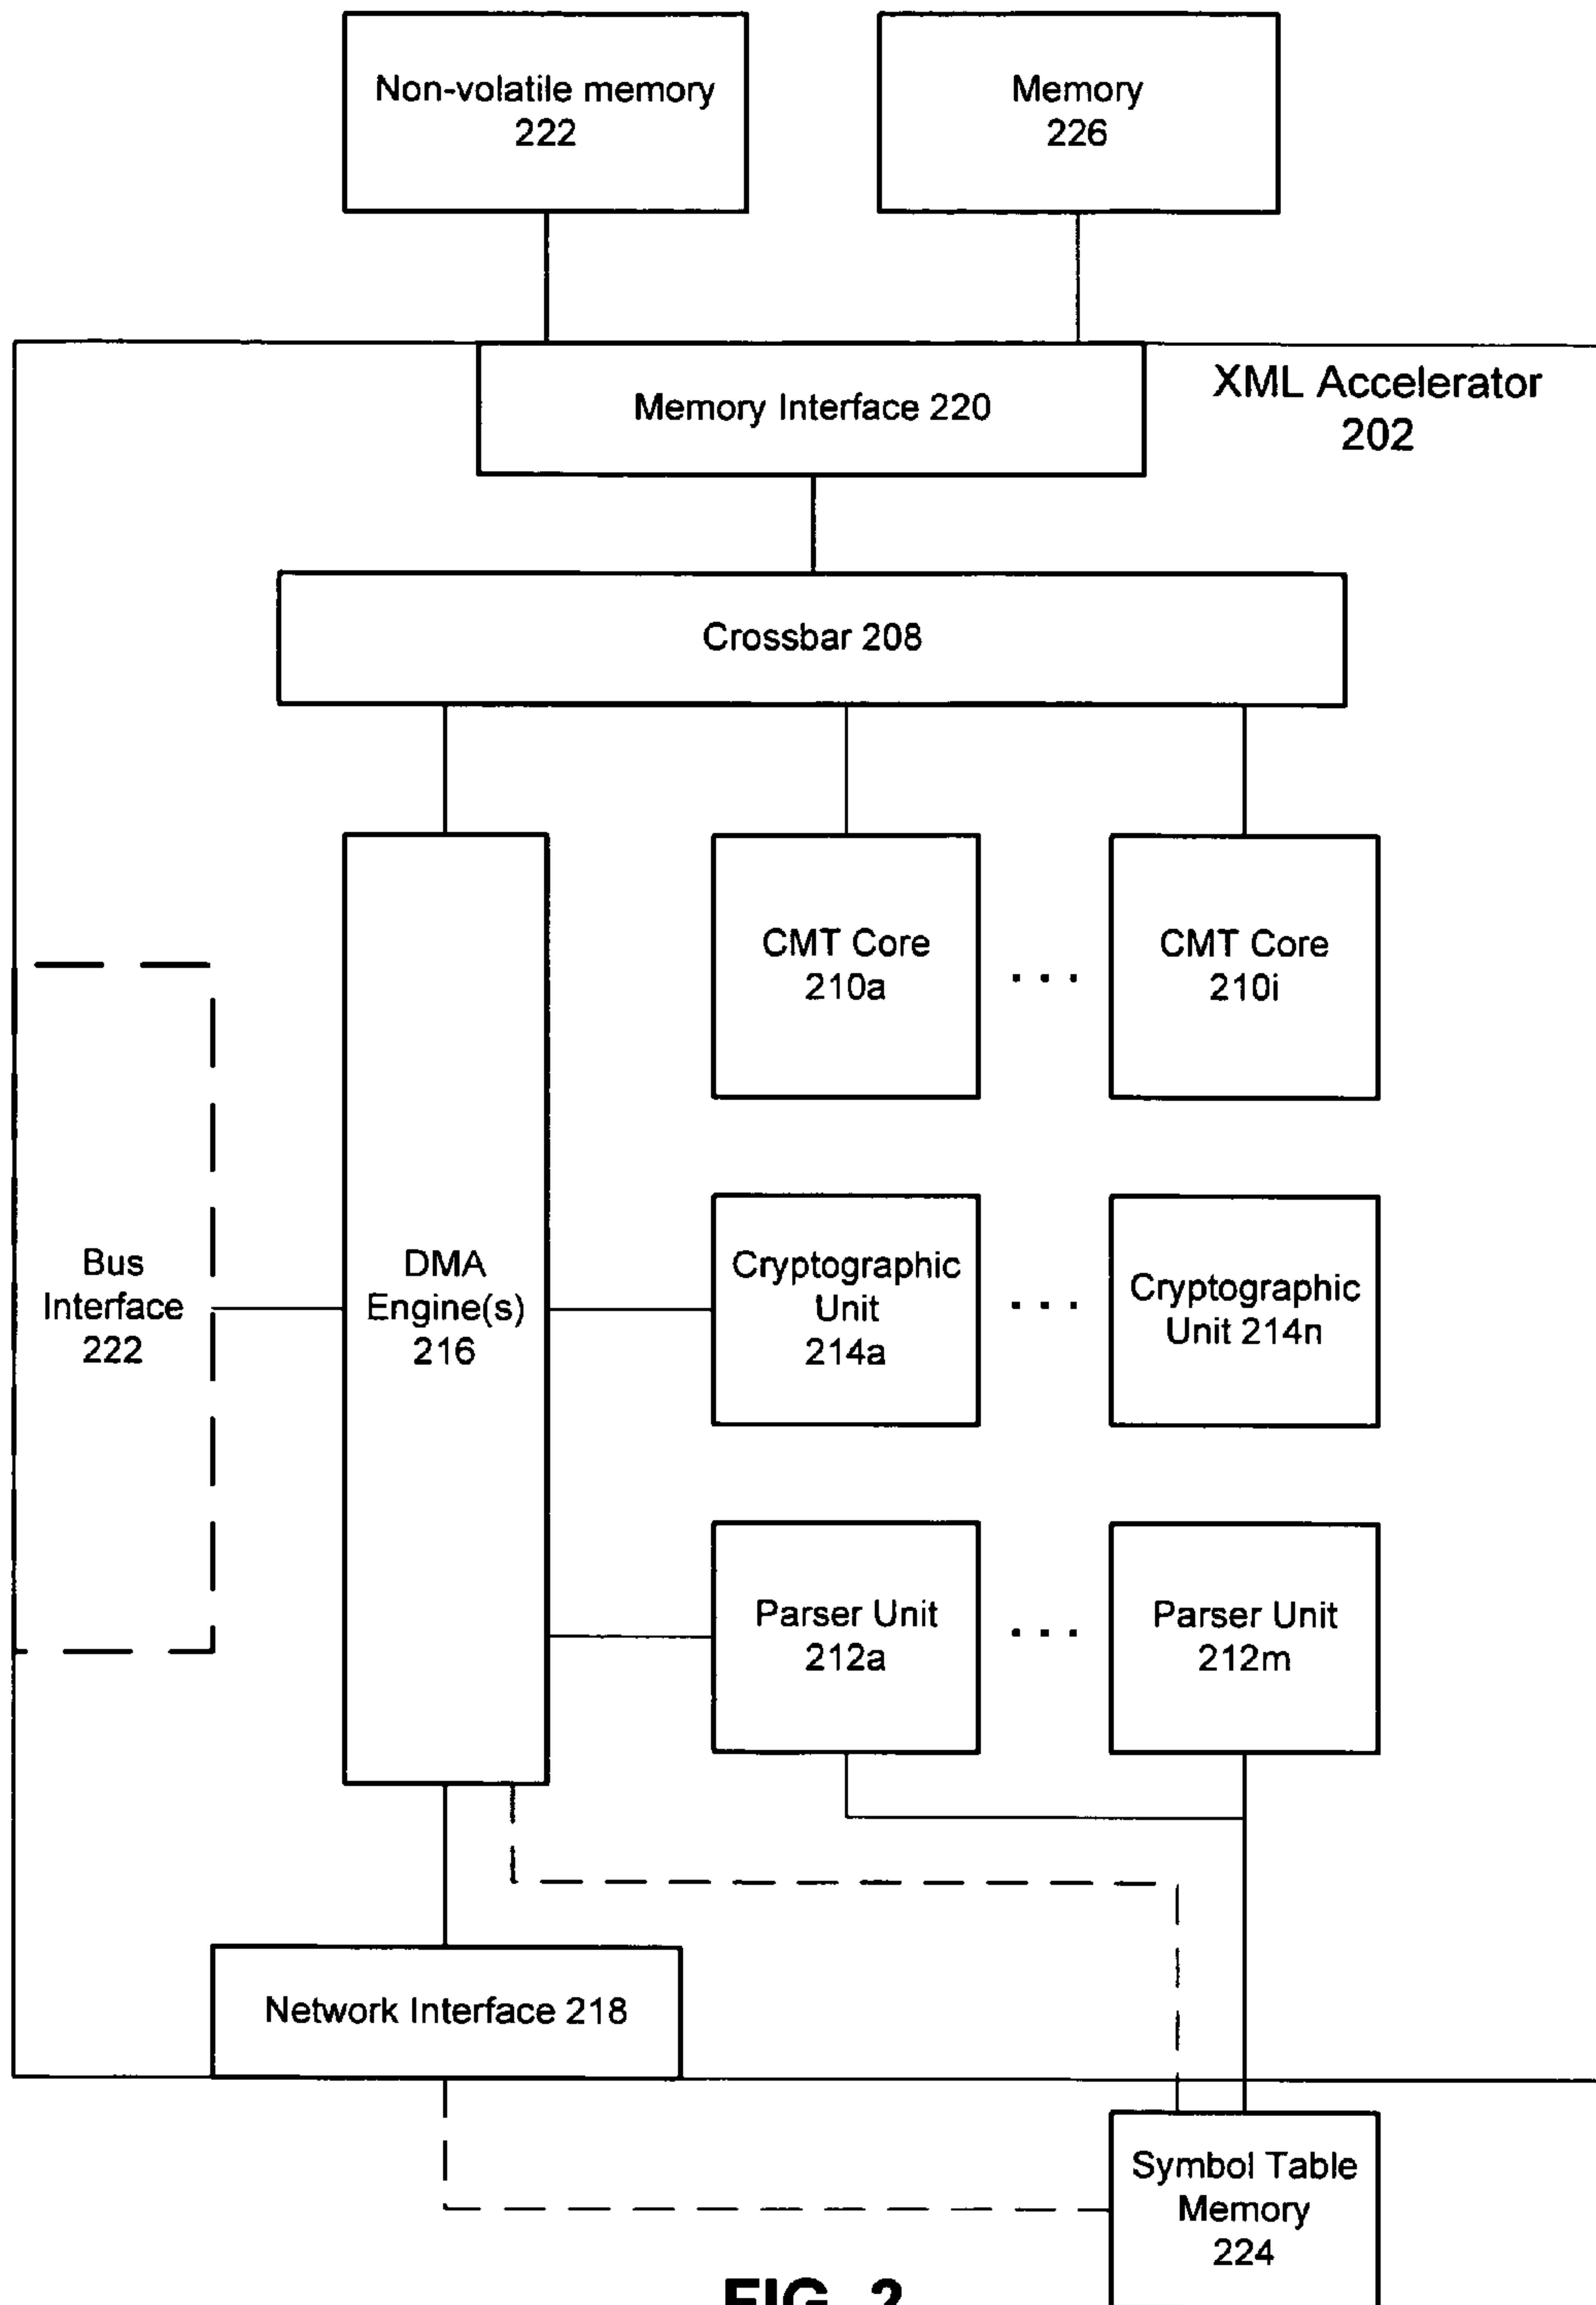 Non-volatile memory
222
Memory
226
XML Accelerator
202
Memory Interface 220
Crossbar 208
CMT Core
210a
. . .
CMT Core
210i
Bus
Interface
222
DMA
Engine(s)
216
Cryptographic
Unit
214a
. . .
Cryptographic
Unit 214n
Parser Unit
212a
. . .
Parser Unit
212m
Network Interface 218
Symbol Table
Memory
224
FIG. 2